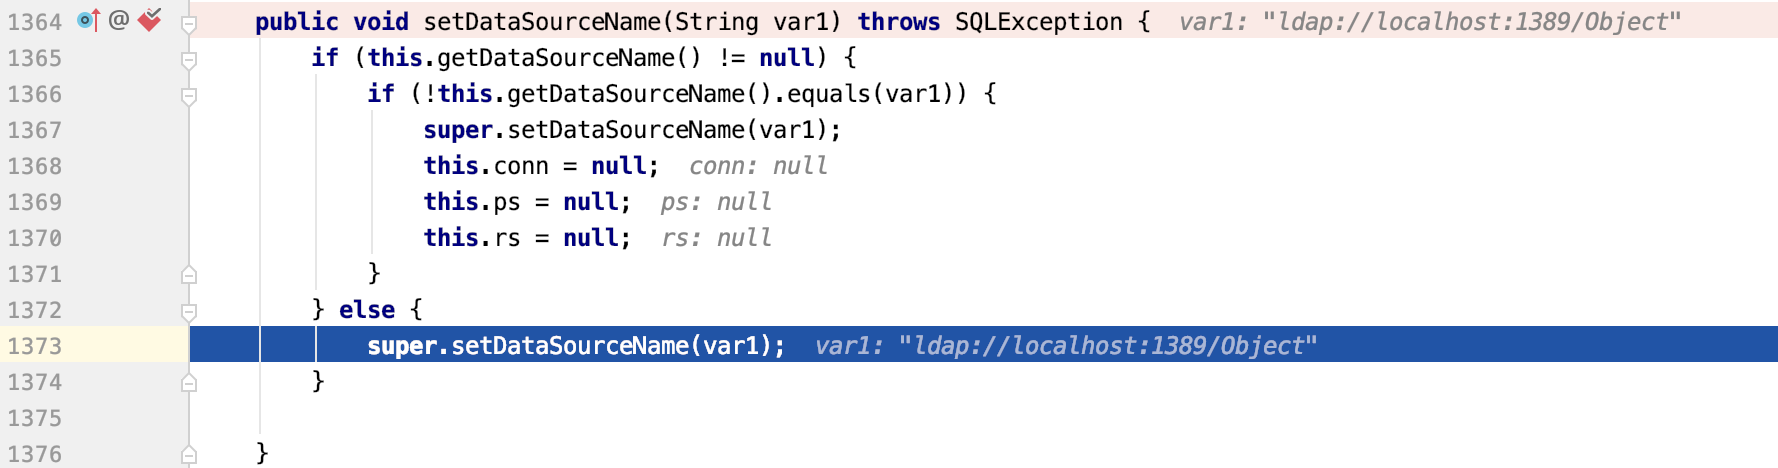 1364 @ public void setDataSourceName(String var1) throws SQLException { var1: "ldap://localhost:1389/Object"
1365 if (this.getDataSourceName() != null) {
1366 if (!this.getDataSourceName().equals(var1)) {
1367 super.setDataSourceName(var1);
1368 this.conn = null; conn: null
1369 this.ps = null; ps: null
1370 this.rs = null; rs: null
1371 }
1372 } else {
1373 super.setDataSourceName(var1); var1: "ldap://localhost:1389/Object"
1374 }
1375
1376 }